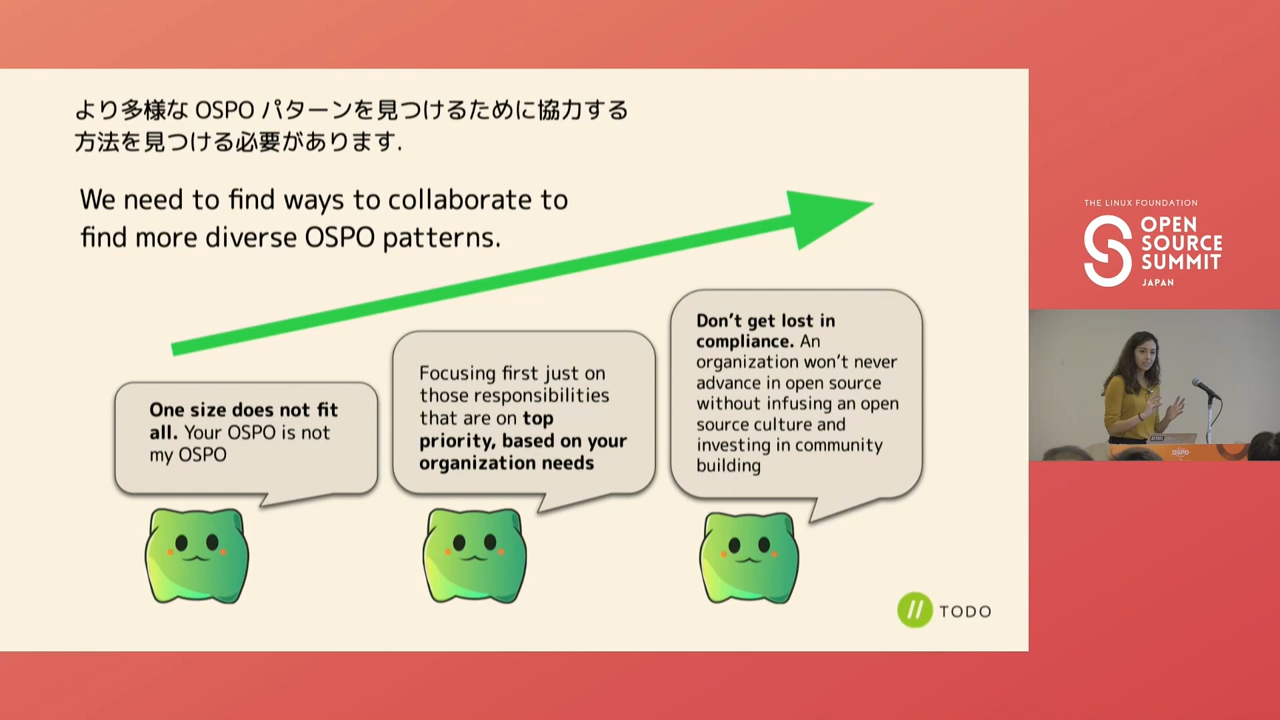 より多様な OSPO パターンを見つけるために協力する
方法を見つける必要があります.
We need to find ways to collaborate to
find more diverse OSPO patterns.
One size does not fit
all. Your OSPO is not
my OSPO
Focusing first just on
those responsibilities
that are on top
priority, based on your
organization needs
Don't get lost in
compliance. An
organization won't never
advance in open source
without infusing an open
source culture and
investing in community
building
// TODO
THE LINUX FOUNDATION
OPEN
SOURCE
SUMMIT
JAPAN
OSPO